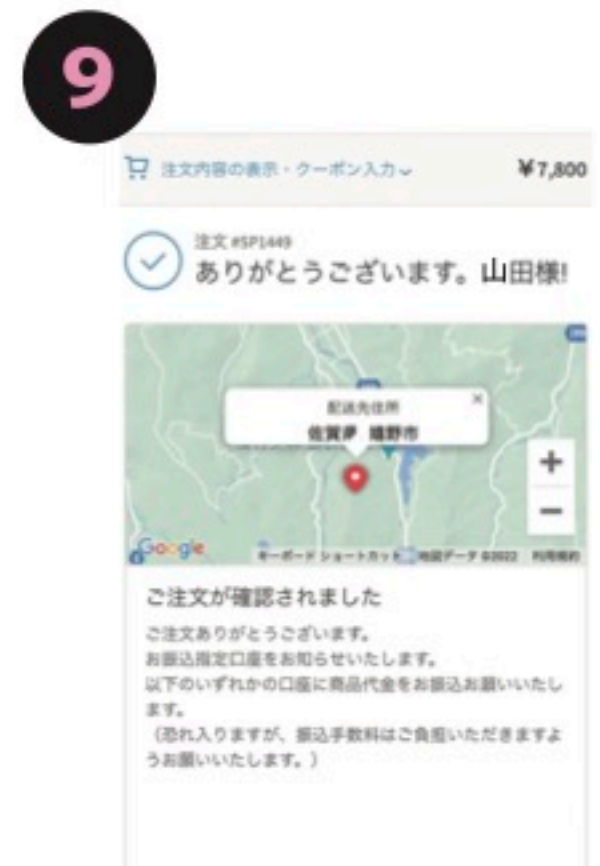 9
注文内容の表示・クーポン入力
¥7,800
注文 #SP1449
ありがとうございます。山田様!
配送先住所
佐賀県 嬉野市
Google
キーボード ショートカット 地図データ ©2022 利用規約
ご注文が確認されました
ご注文ありがとうございます。
お振込指定口座をお知らせいたします。
以下のいずれかの口座に商品代金をお振込お願いいたし
ます。
(恐れ入りますが、振込手数料はご負担いただきますよ
うお願いいたします。)